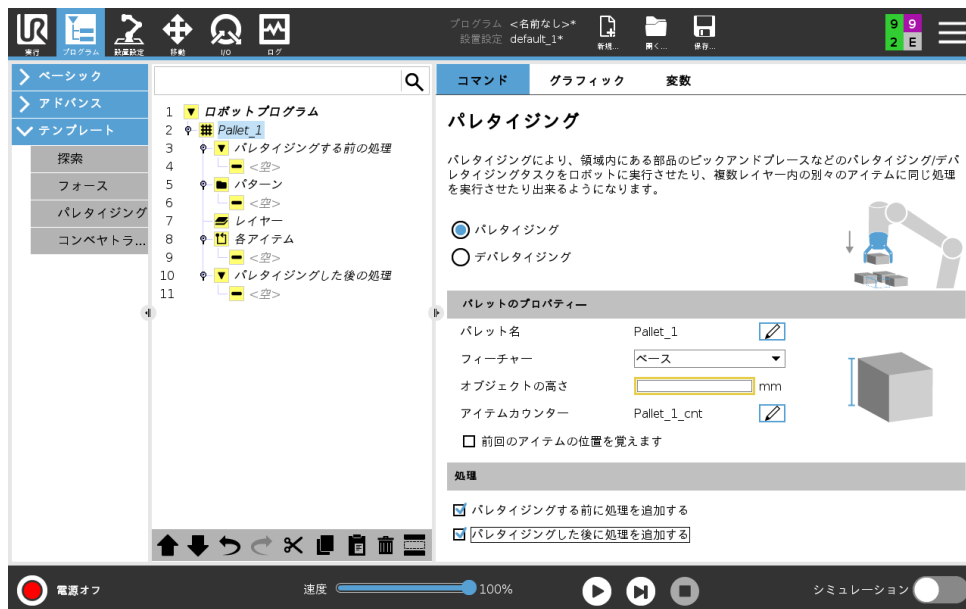 UR
実行
プログラム
設置設定
移動
I/O
ログ
プログラム <名前なし>*
設置設定 default_1*
新規...
開く...
保存...
9 9
2 E
ベーシック
アドバンス
テンプレート
探索
フォース
パレタイジング
コンベヤトラ...
1 ロボットプログラム
2 Pallet_1
3 パレタイジングする前の処理
4 <空>
5 パターン
6 <空>
7 レイヤー
8 各アイテム
9 <空>
10 パレタイジングした後の処理
11 <空>
コマンド グラフィック 変数
パレタイジング
パレタイジングにより、領域内にある部品のピックアンドプレースなどのパレタイジング/デパ
レタイジングタスクをロボットに実行させたり、複数レイヤー内の別々のアイテムに同じ処理
を実行させたり出来るようになります。
パレタイジング
デパレタイジング
パレットのプロパティー
パレット名 Pallet_1
フィーチャー ベース
オブジェクトの高さ mm
アイテムカウンター Pallet_1_cnt
前回のアイテムの位置を覚えます
処理
パレタイジングする前に処理を追加する
パレタイジングした後に処理を追加する
電源オフ
速度 100%
シミュレーション